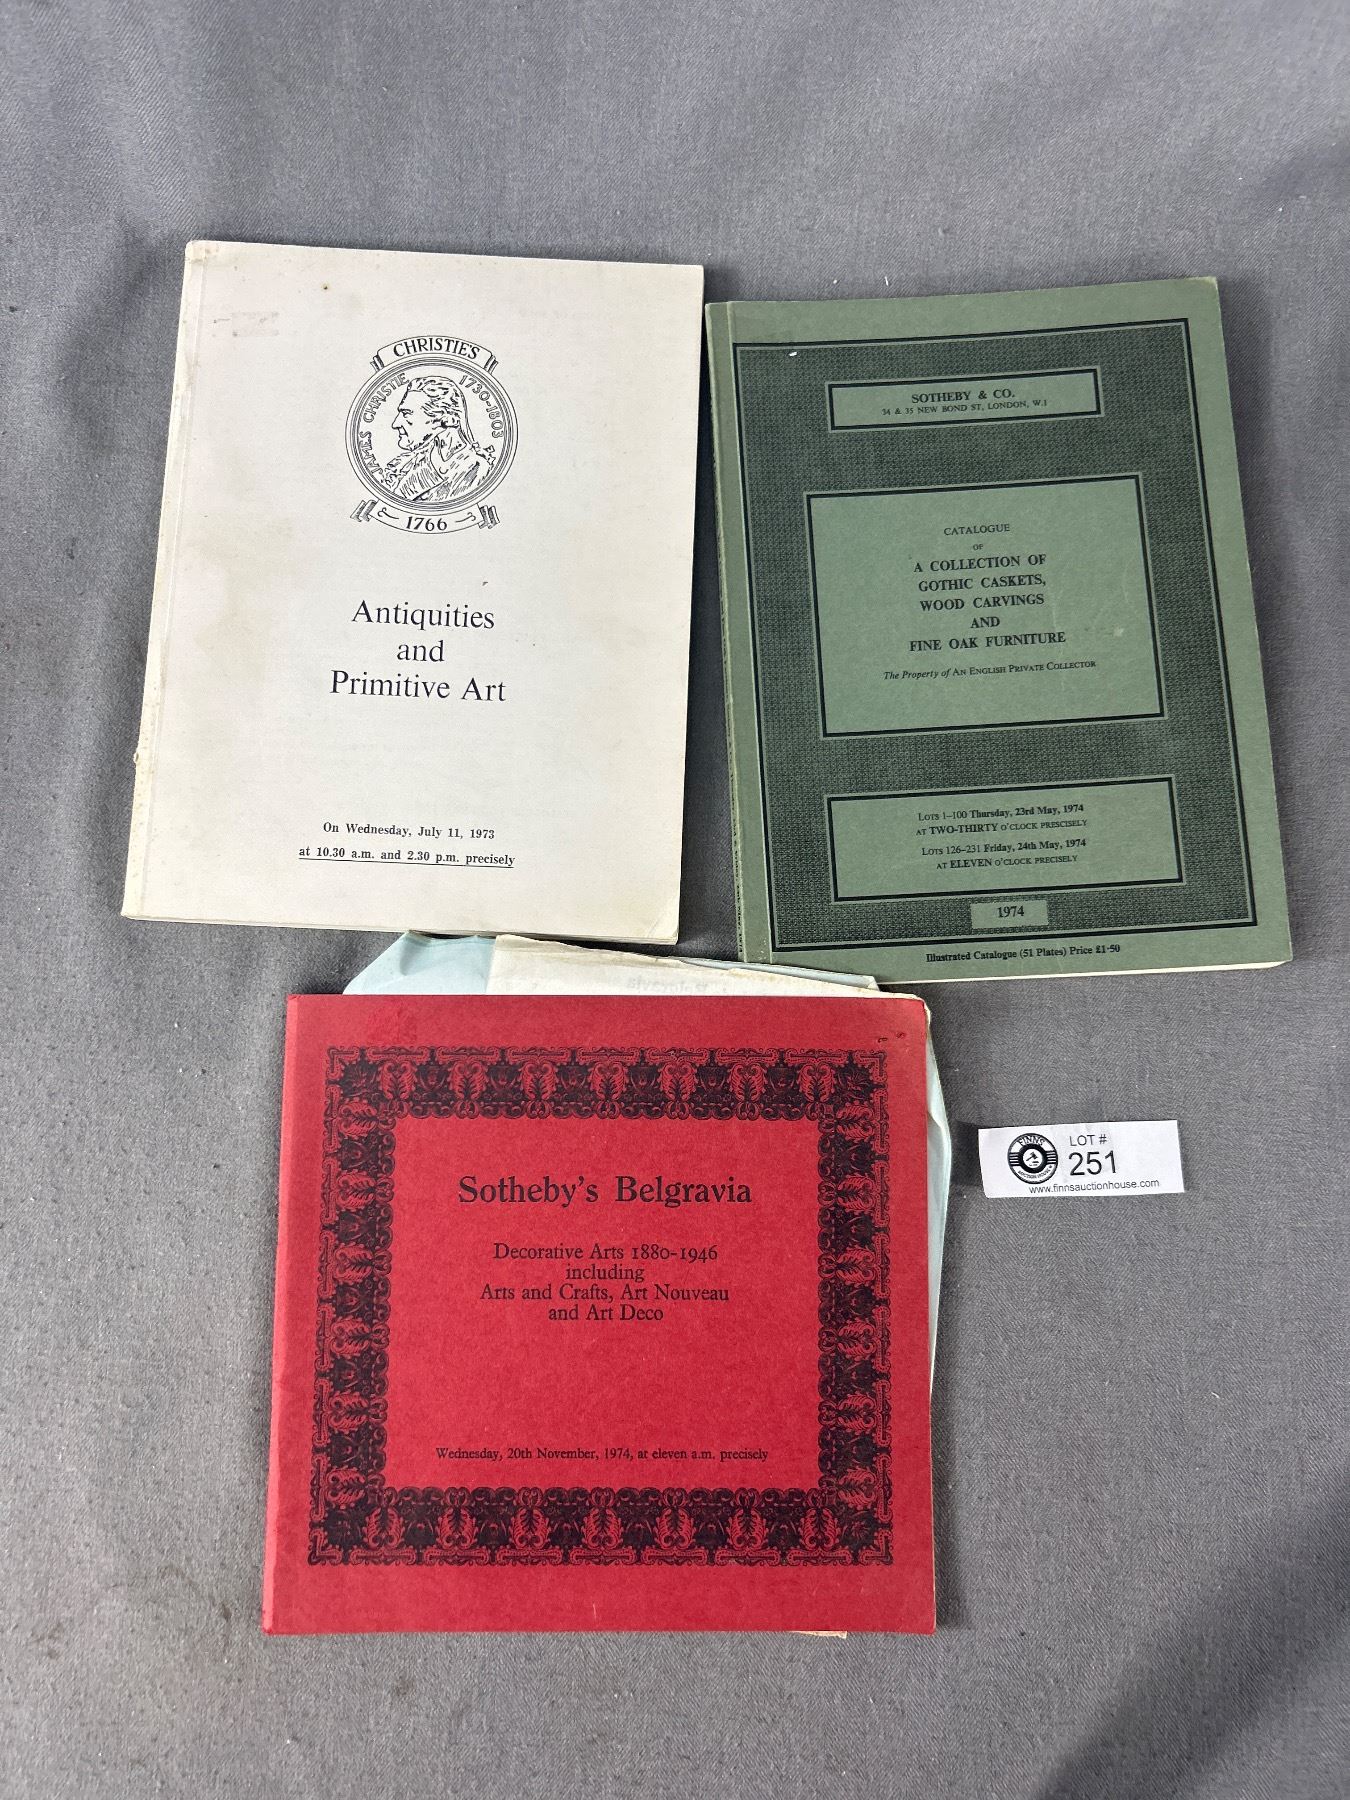 CHRISTIE'S
JAMES CHRISTIE 1730-1803
1766
Antiquities
and
Primitive Art
On Wednesday, July 11, 1973
at 10.30 a.m. and 2.30 p.m. precisely
SOTHEBY & CO.
34 & 35 NEW BOND ST, LONDON, W.1
CATALOGUE
OF
A COLLECTION OF
GOTHIC CASKETS,
WOOD CARVINGS
AND
FINE OAK FURNITURE
The Property of AN ENGLISH PRIVATE COLLECTOR
LOTS 1-100 Thursday, 23rd May, 1974
AT TWO-THIRTY O'CLOCK PRESCISELY
LOTS 126-231 Friday, 24th May, 1974
AT ELEVEN O'CLOCK PRECISELY
1974
Illustrated Catalogue (51 Plates) Price £1·50
Sotheby's Belgravia
Decorative Arts 1880-1946
including
Arts and Crafts, Art Nouveau
and Art Deco
Wednesday, 20th November, 1974, at eleven a.m. precisely
FINNS
AUCTION HOUSE
LOT #
251
www.finnsauctionhouse.com